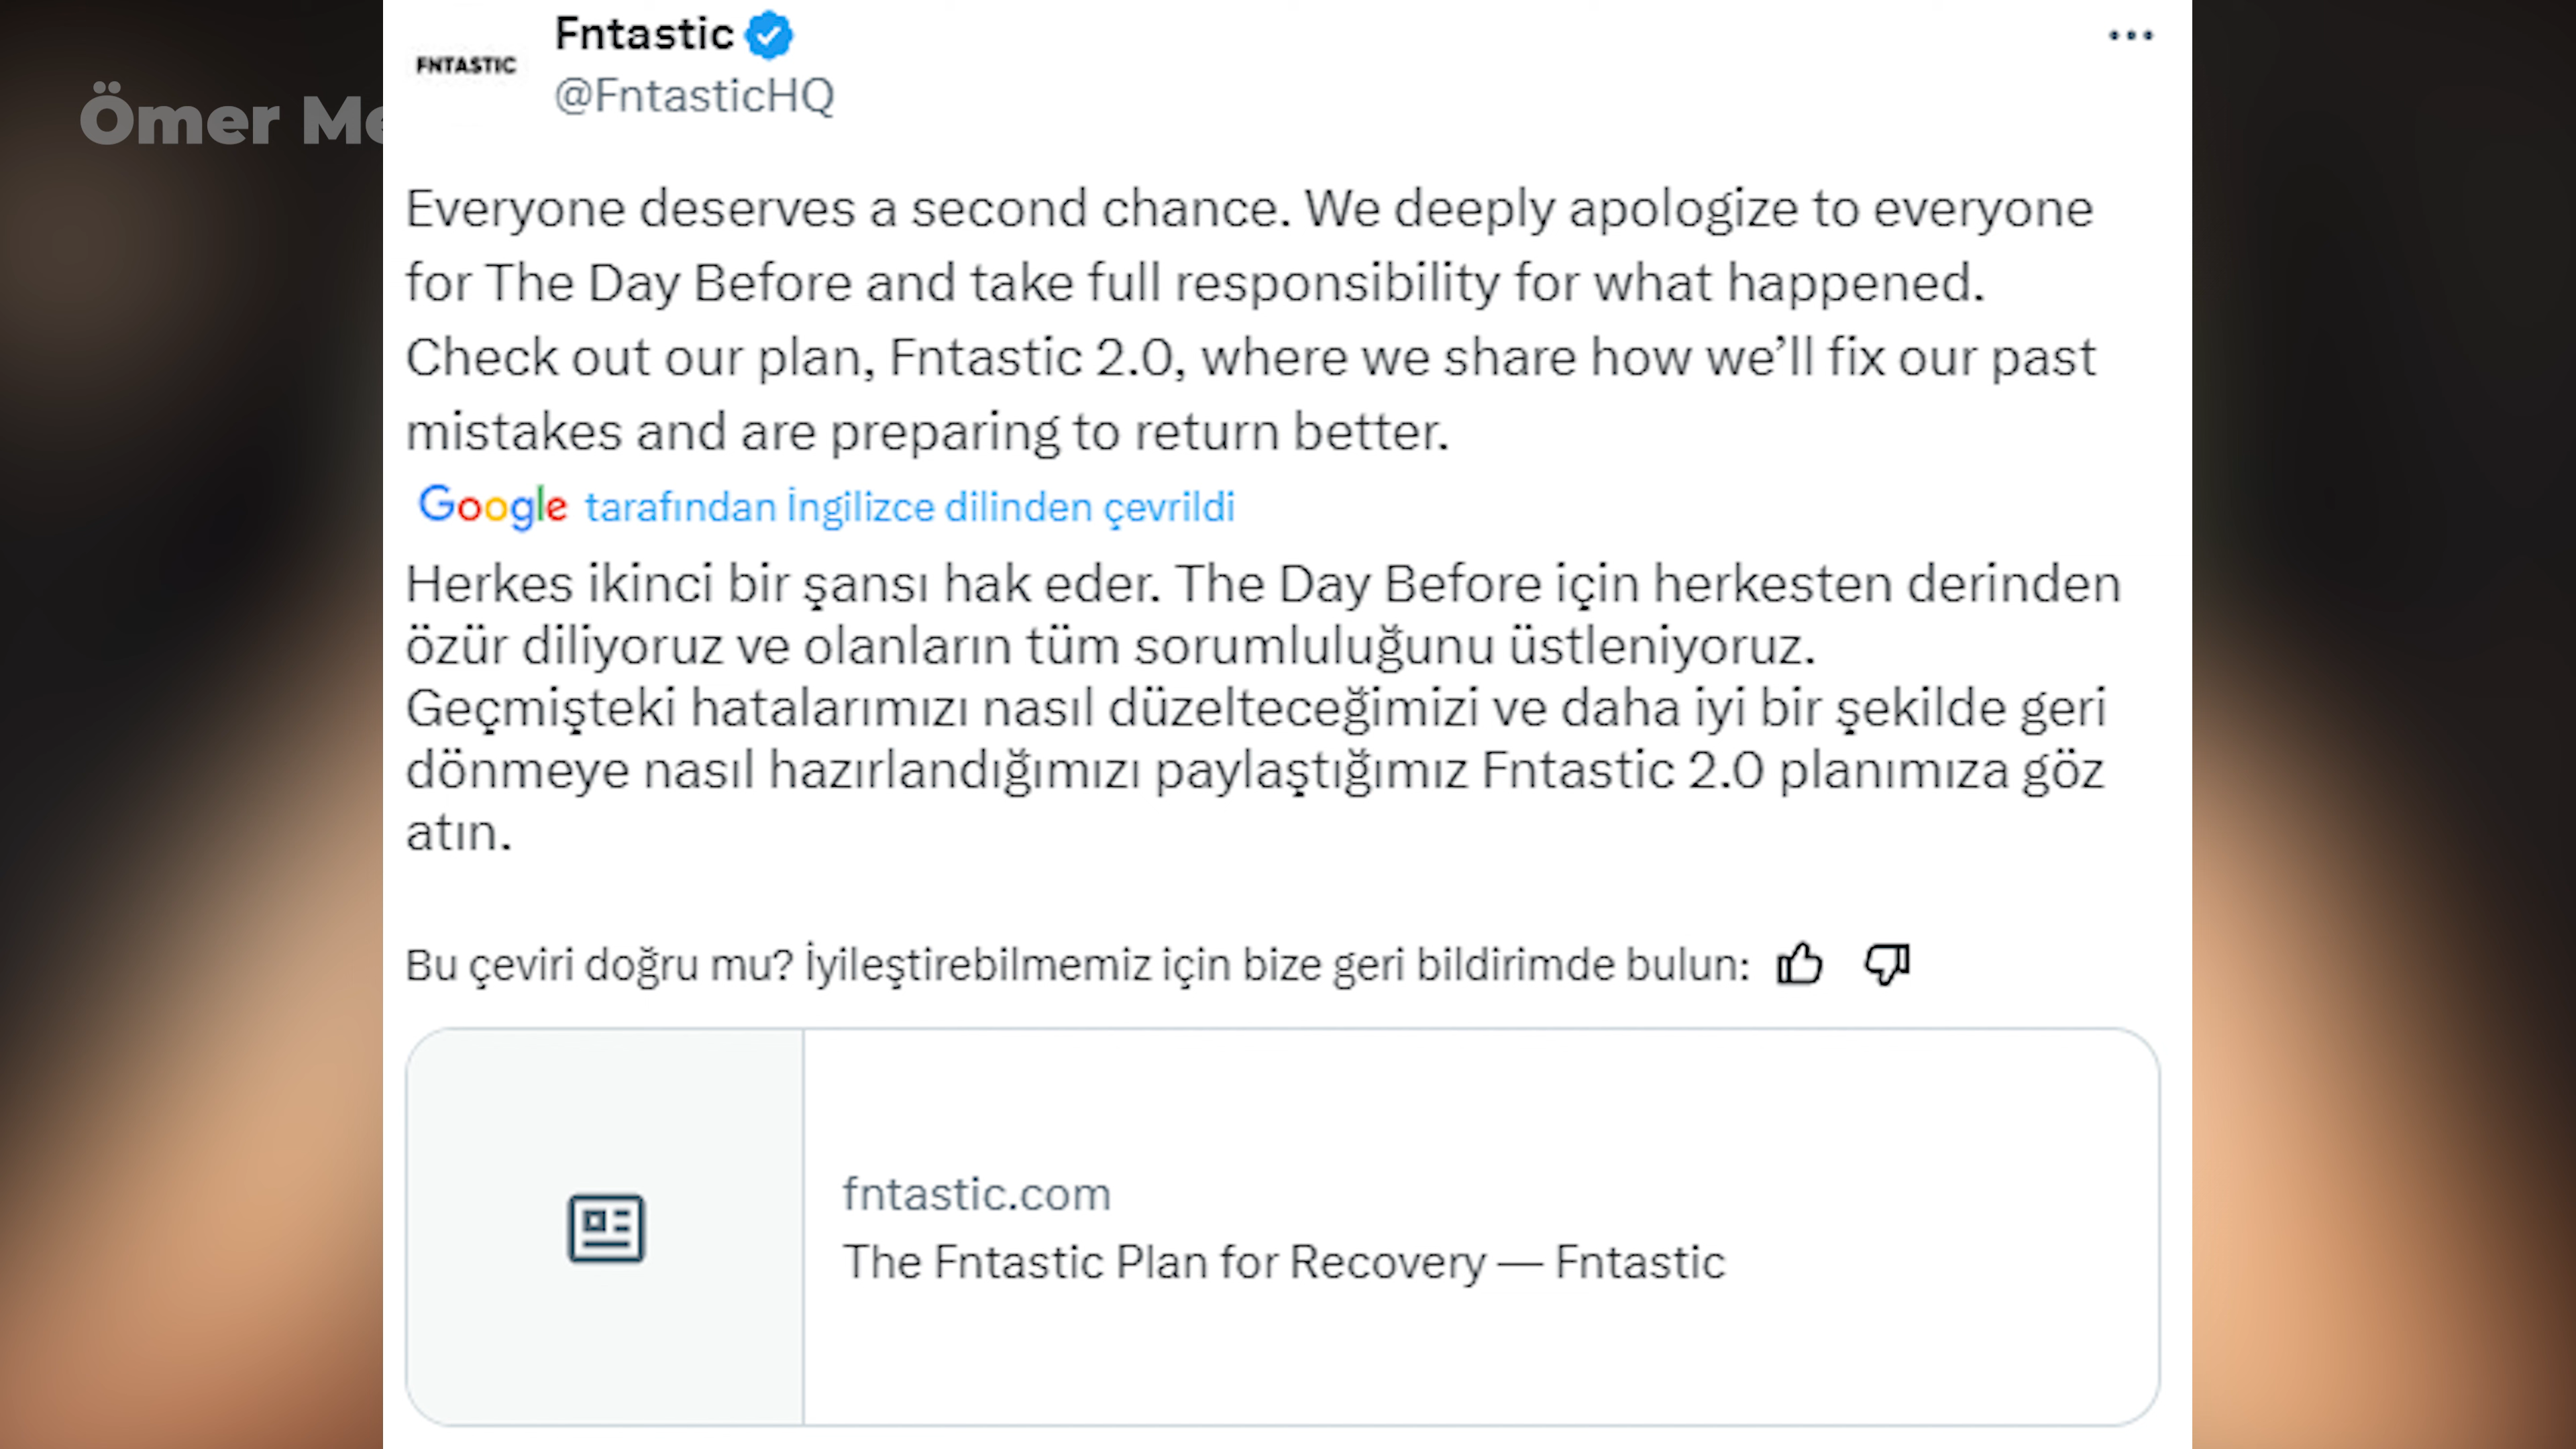 Fntastic
FNTASTIC
@FntasticHQ
Ömer
Everyone deserves a second chance. We deeply apologize to everyone
for The Day Before and take full responsibility for what happened.
Check out our plan, Fntastic 2.0, where we share how we’ll fix our past
mistakes and are preparing to return better.
Google tarafından İngilizce dilinden çevrildi
Herkes ikinci bir şansı hak eder. The Day Before için herkesten derinden
özür diliyoruz ve olanların tüm sorumluluğunu üstleniyoruz.
Geçmişteki hatalarımızı nasıl düzelteceğimizi ve daha iyi bir şekilde geri
dönmeye nasıl hazırlandığımızı paylaştığımız Fntastic 2.0 planımıza göz
atın.
Bu çeviri doğru mu? İyileştirebilmemiz için bize geri bildirimde bulun:
fntastic.com
The Fntastic Plan for Recovery — Fntastic